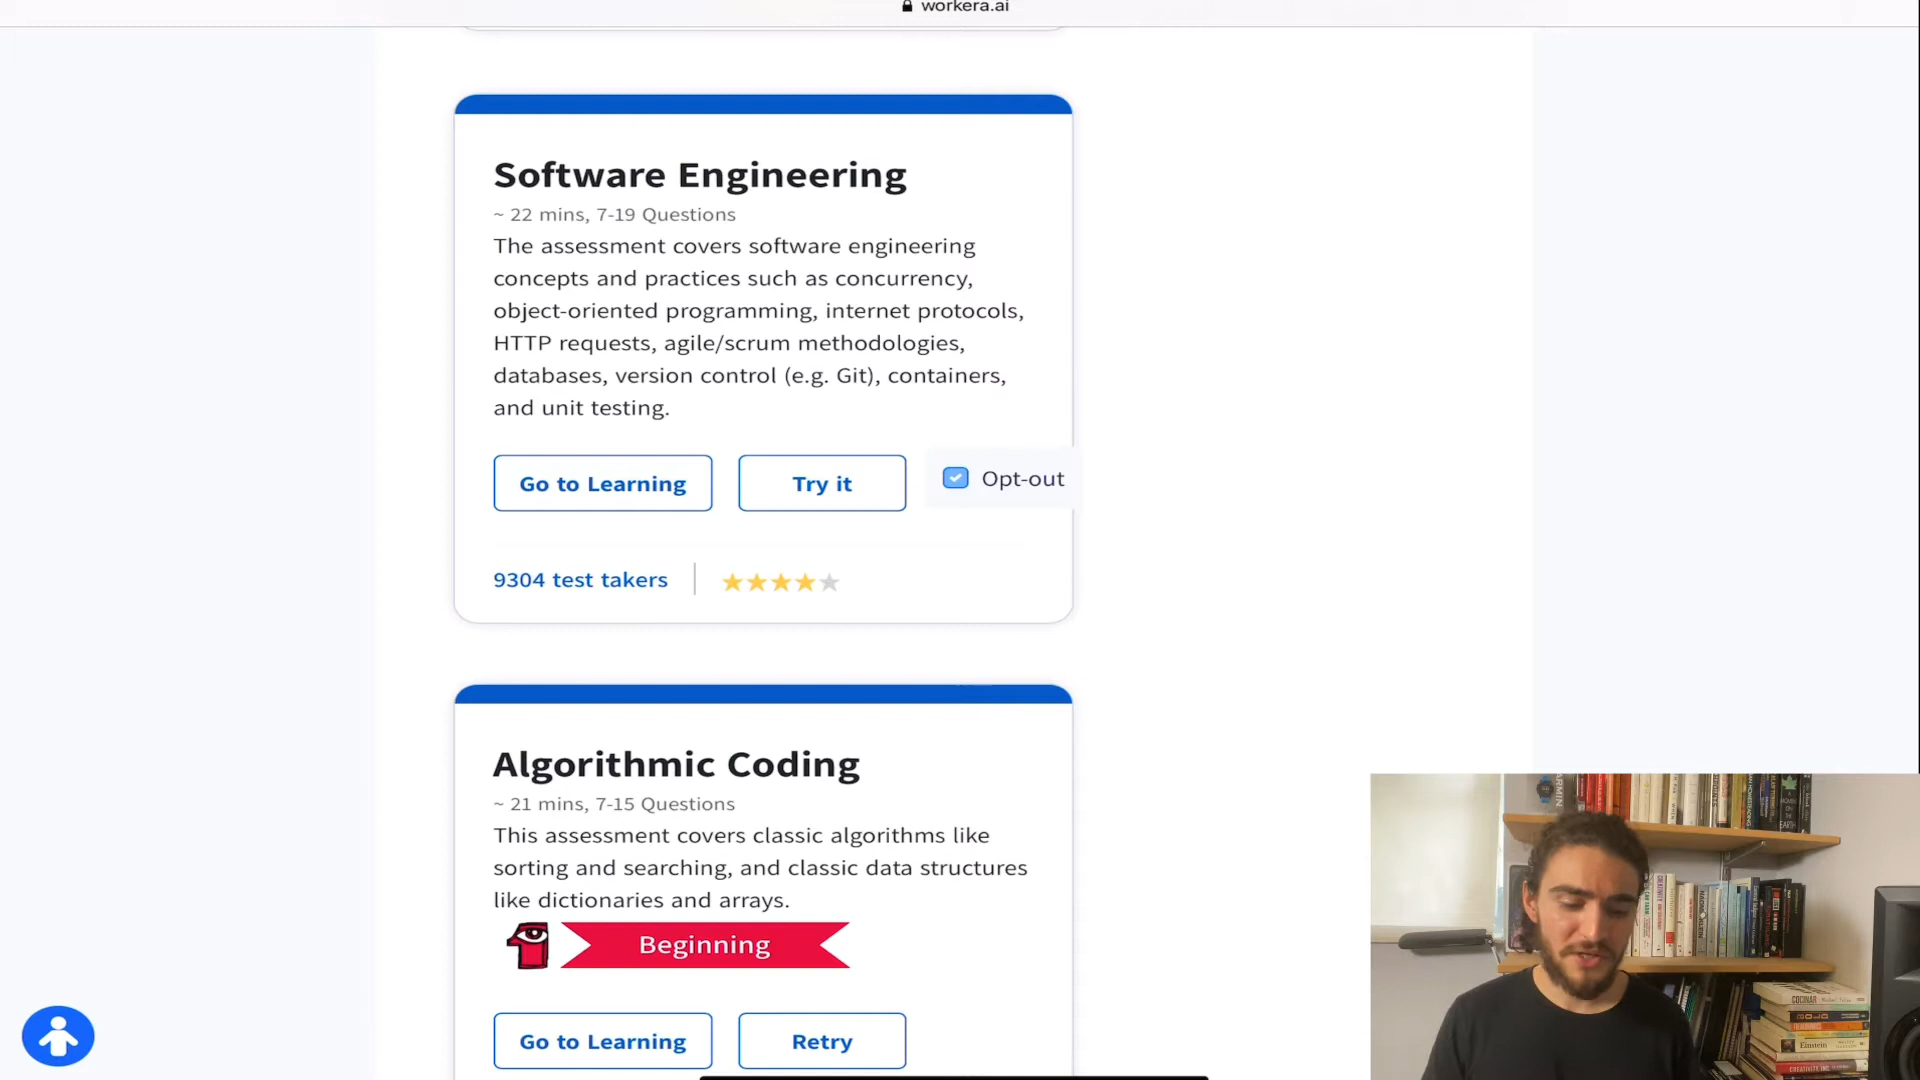 workera.ai
Software Engineering
~ 22 mins, 7-19 Questions
The assessment covers software engineering
concepts and practices such as concurrency,
object-oriented programming, internet protocols,
HTTP requests, agile/scrum methodologies,
databases, version control (e.g. Git), containers,
and unit testing.
Go to Learning
Try it
Opt-out
9304 test takers
Algorithmic Coding
~ 21 mins, 7-15 Questions
This assessment covers classic algorithms like
sorting and searching, and classic data structures
like dictionaries and arrays.
Beginning
Go to Learning
Retry
GARMIN
EARTH
COCINAR
Einstein